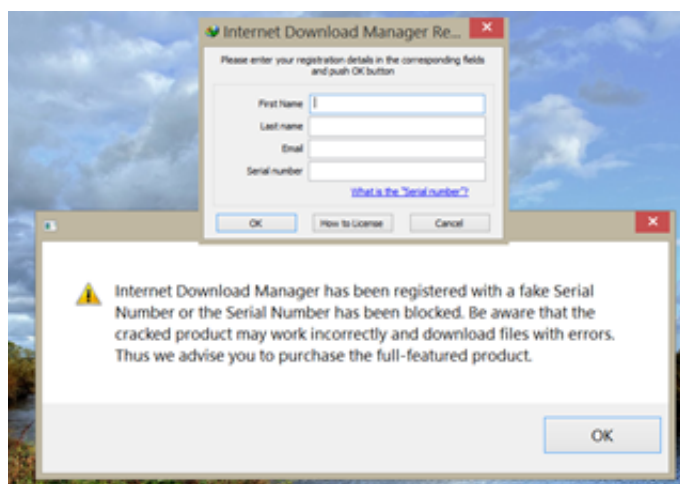 Internet Download Manager Re...
Please enter your registration details in the corresponding fields
and push OK button
First Name
Last name
Email
Serial number
What is the "Serial number"?
OK
How to License
Cancel
Internet Download Manager has been registered with a fake Serial
Number or the Serial Number has been blocked. Be aware that the
cracked product may work incorrectly and download files with errors.
Thus we advise you to purchase the full-featured product.
OK